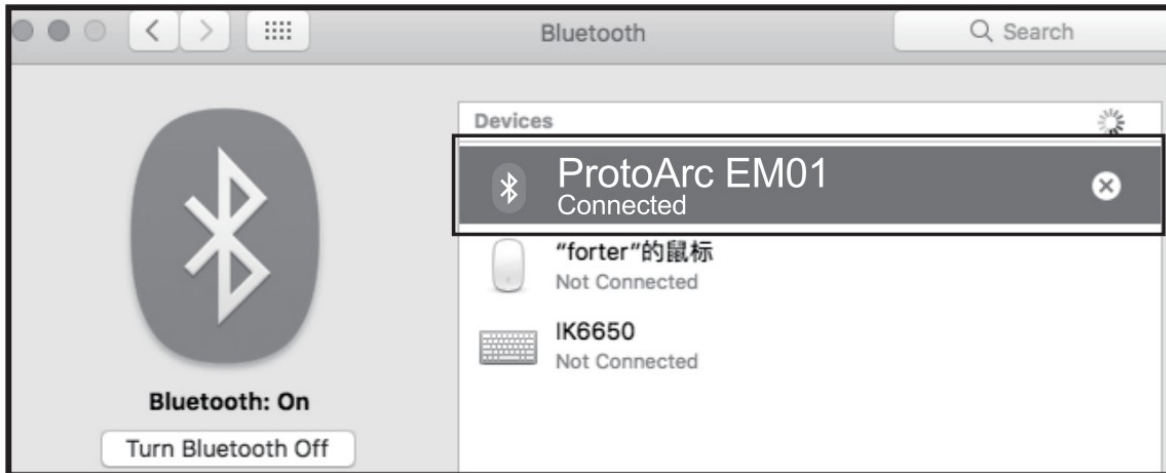 Bluetooth
Search
Devices
ProtoArc EM01
Connected
“forter”的鼠标
Not Connected
IK6650
Not Connected
Bluetooth: On
Turn Bluetooth Off